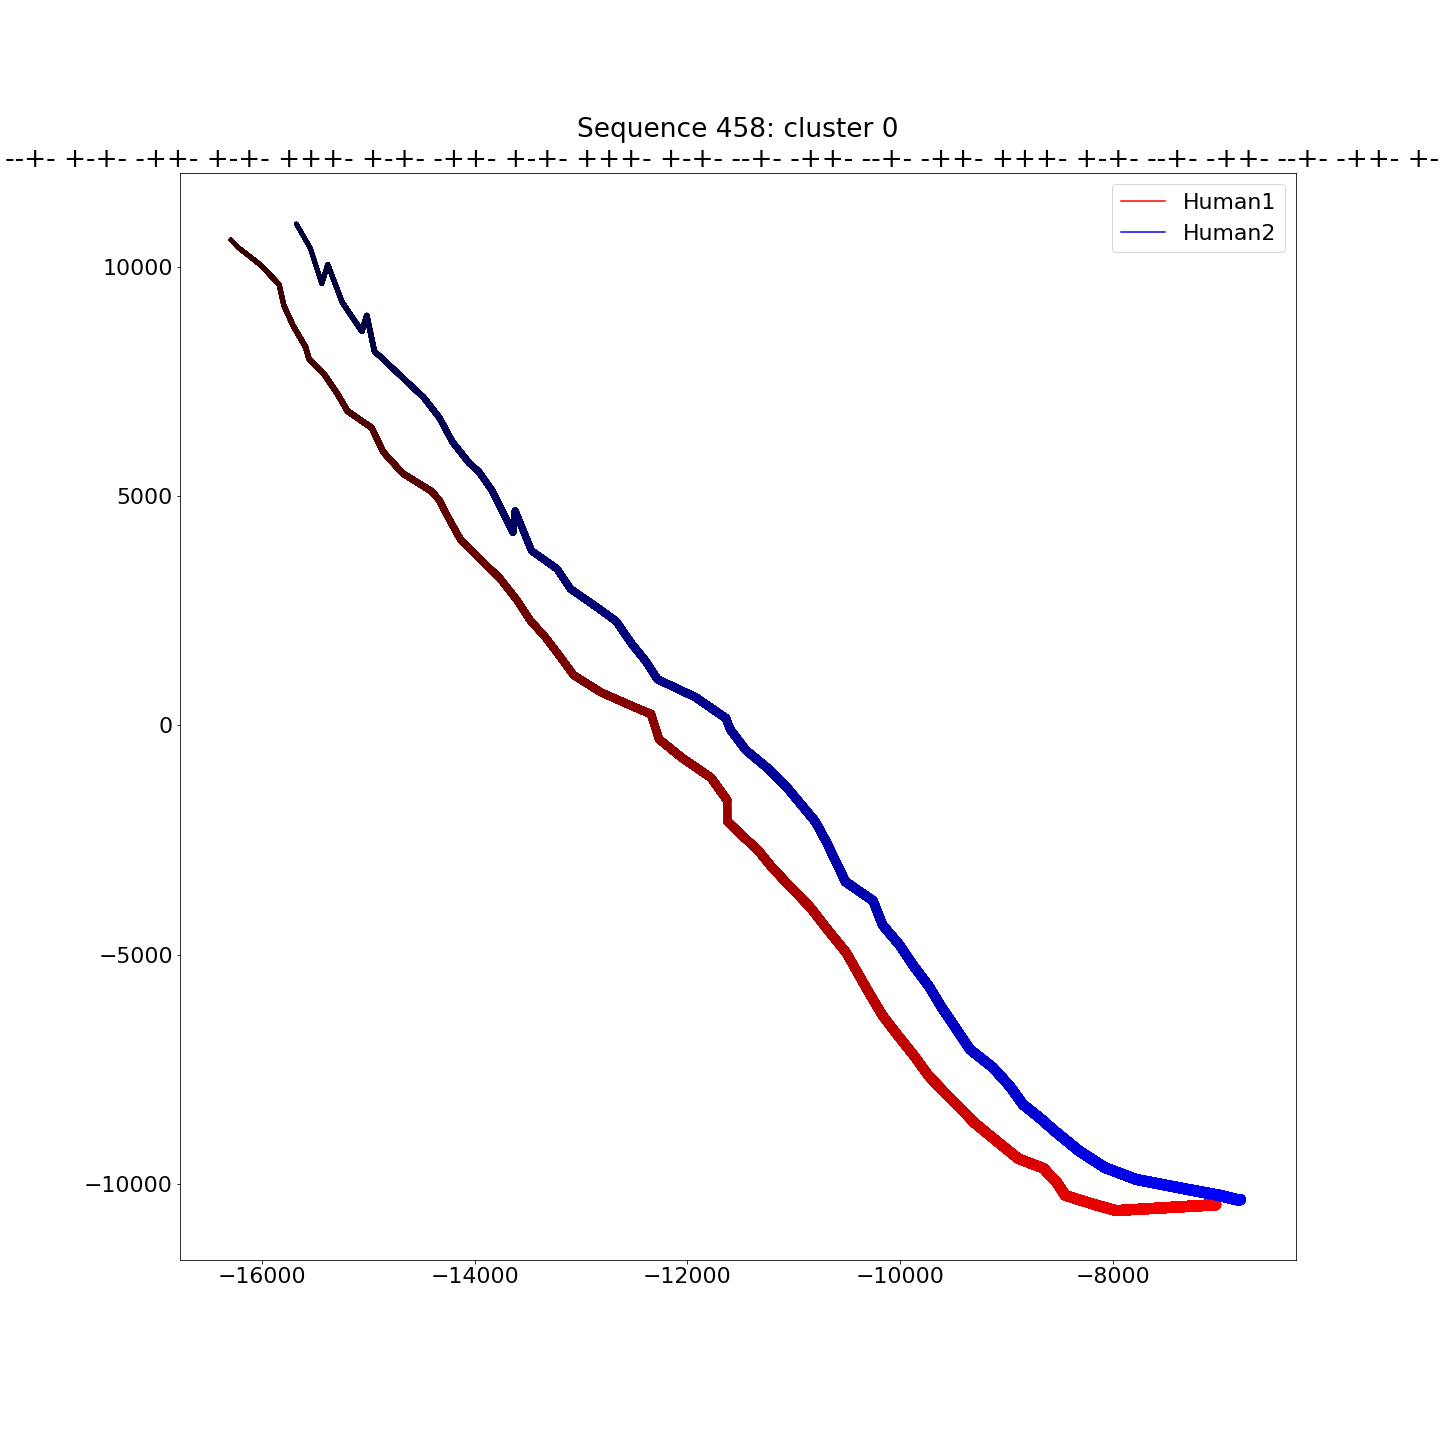 Sequence 458: cluster 0
--+- +-+- -++- +-+- +++- +-+- -++- +-+- +++- +-+- --+- -++- --+- -++- +++- +-+- --+- -++- --+- -++- +-
Human1
Human2
10000
5000
0
−5000
−10000
−16000
−14000
−12000
−10000
−8000